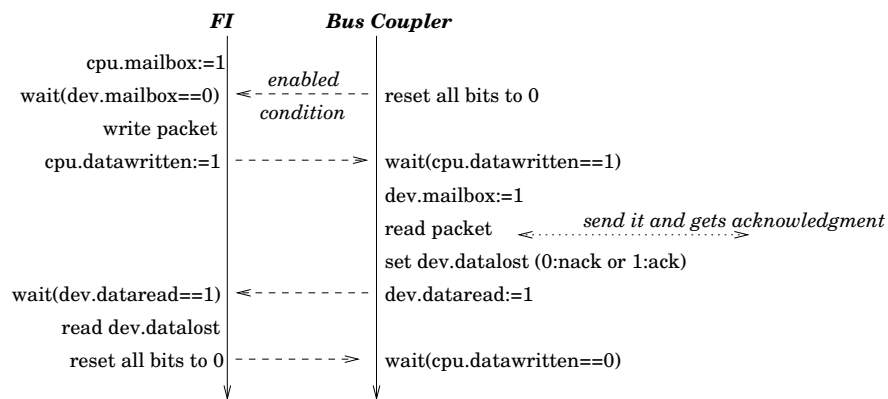 FI Bus Coupler
cpu.mailbox:=1
wait(dev.mailbox==0) enabled reset all bits to 0
condition
write packet
cpu.datawritten:=1 wait(cpu.datawritten==1)
dev.mailbox:=1
read packet send it and gets acknowledgment
set dev.datalost (0:nack or 1:ack)
wait(dev.dataread==1) dev.dataread:=1
read dev.datalost
reset all bits to 0 wait(cpu.datawritten==0)